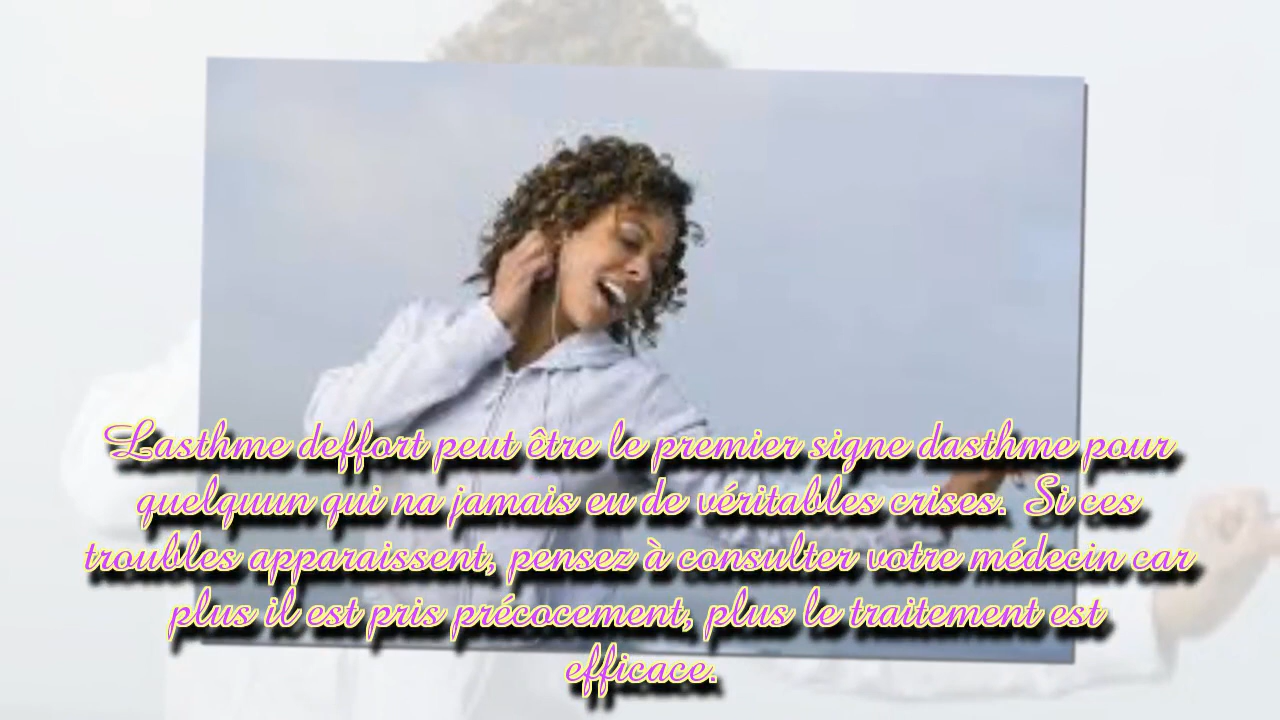 Lasthme deffort peut être le premier signe dasthme pour
quelquun qui na jamais eu de véritables crises. Si ces
troubles apparaissent, pensez à consulter votre médecin car
plus il est pris précocement, plus le traitement est
efficace.